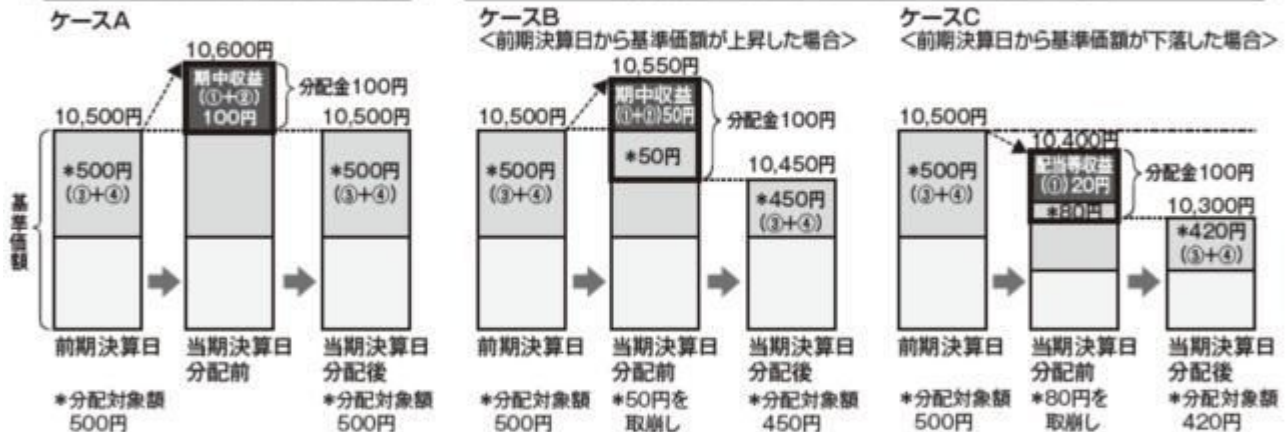 ケースA
10,600円
期中収益
(①+②)
100円
分配金100円
10,500円
10,500円
*500円
(③+④)
*500円
(③+④)
基準価額
前期決算日
当期決算日
分配前
当期決算日
分配後
*分配対象額
500円
*分配対象額
500円
ケースB
<前期決算日から基準価額が上昇した場合>
10,550円
期中収益
(①+②)50円
分配金100円
10,500円
*500円
(③+④)
*50円
10,450円
*450円
(③+④)
前期決算日
当期決算日
分配前
当期決算日
分配後
*分配対象額
500円
*50円を
取崩し
*分配対象額
450円
ケースC
<前期決算日から基準価額が下落した場合>
10,500円
10,400円
配当等収益
(①)20円
分配金100円
*500円
(③+④)
*80円
10,300円
*420円
(③+④)
前期決算日
当期決算日
分配前
当期決算日
分配後
*分配対象額
500円
*80円を
取崩し
*分配対象額
420円